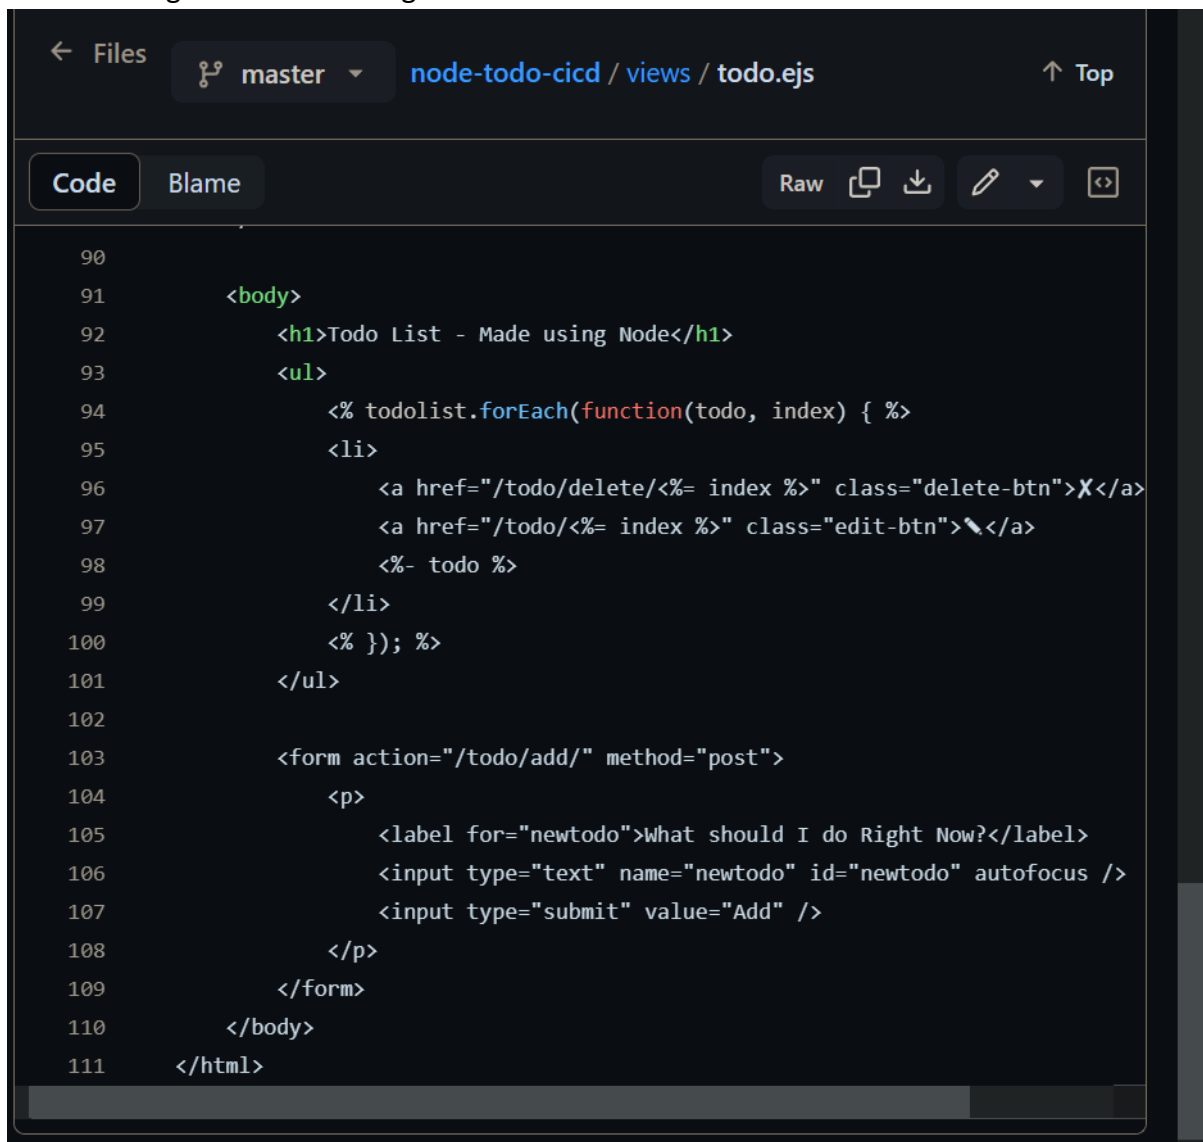 ← Files
master
node-todo-cicd / views / todo.ejs
↑ Top
Code Blame
Raw
90
91 <body>
92 <h1>Todo List - Made using Node</h1>
93 <ul>
94 <% todolist.forEach(function(todo, index) { %>
95 <li>
96 <a href="/todo/delete/<%= index %>" class="delete-btn">✘</a>
97 <a href="/todo/<%= index %>" class="edit-btn">✎</a>
98 <%- todo %>
99 </li>
100 <% }); %>
101 </ul>
102
103 <form action="/todo/add/" method="post">
104 <p>
105 <label for="newtodo">What should I do Right Now?</label>
106 <input type="text" name="newtodo" id="newtodo" autofocus />
107 <input type="submit" value="Add" />
108 </p>
109 </form>
110 </body>
111 </html>